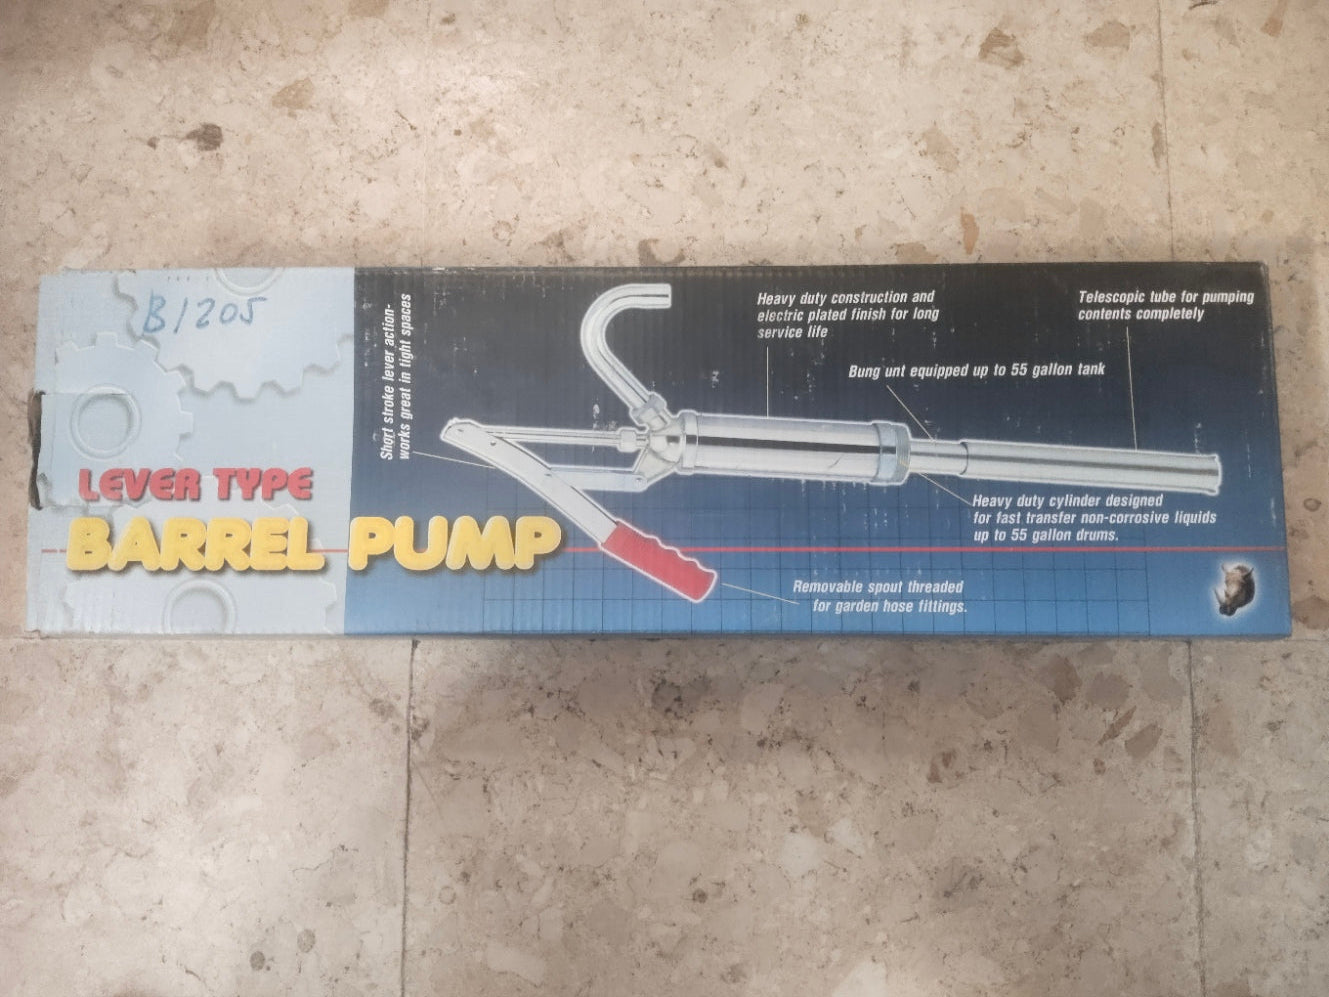 B1205
LEVER TYPE
BARREL PUMP
Short stroke lever action-
works great in tight spaces
Heavy duty construction and
electric plated finish for long
service life
Telescopic tube for pumping
contents completely
Bung unt equipped up to 55 gallon tank
Heavy duty cylinder designed
for fast transfer non-corrosive liquids
up to 55 gallon drums.
Removable spout threaded
for garden hose fittings.